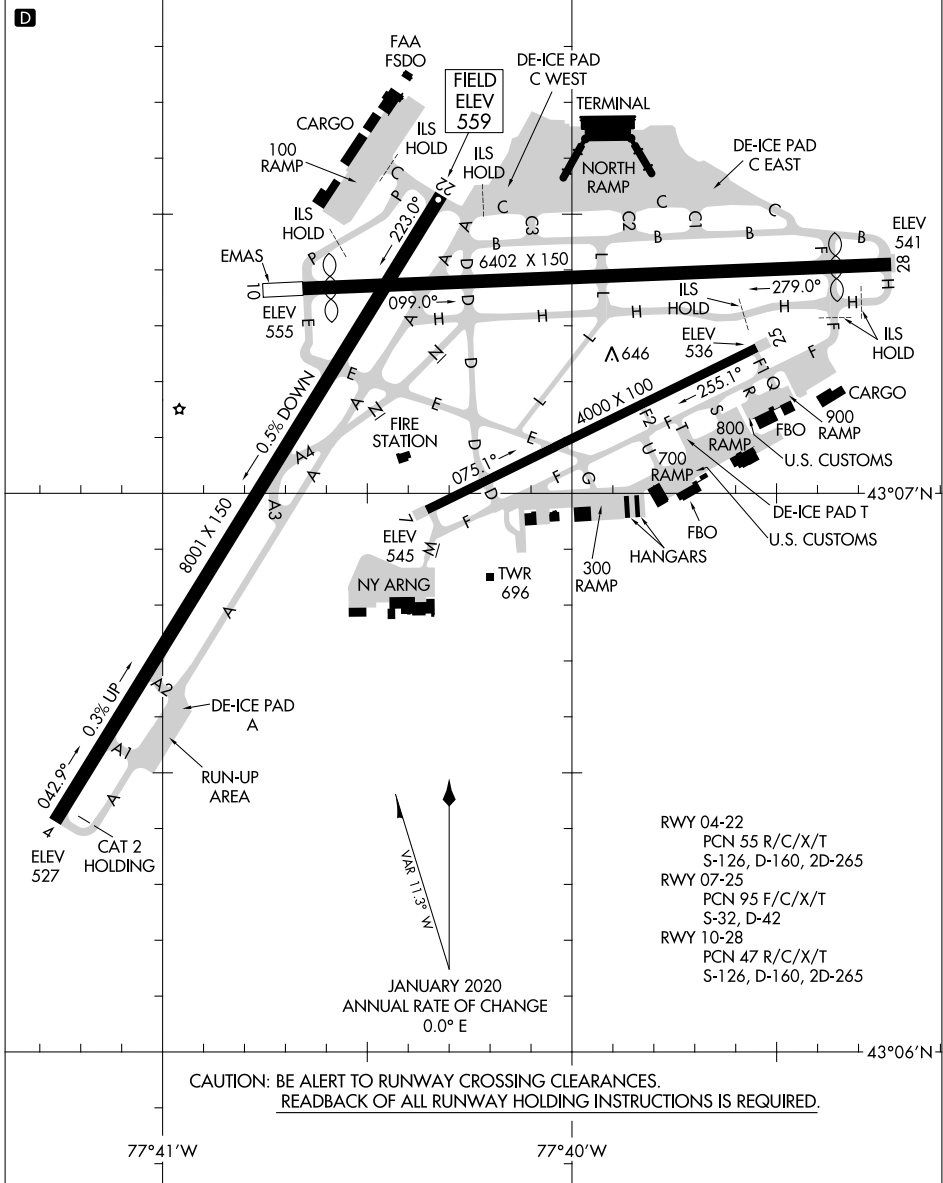 D
FAA
FSDO
FIELD
ELEV
559
DE-ICE PAD
C WEST
TERMINAL
CARGO
100
RAMP
ILS
HOLD
ILS
HOLD
NORTH
RAMP
DE-ICE PAD
C EAST
C
P
22
ILS
HOLD
223.0°
A
C
B
C3
C2
C
B
C1
B
C
F
B
ELEV
541
P
EMAS
10
A
D
6402 X 150
L
28
ELEV
555
099.0°
D
L
279.0°
H
E
A
H
H
H
ILS
HOLD
H
H
F
ILS
HOLD
N
D
L
646
ELEV
536
25
F
0.5% DOWN
E
A
N
E
D
L
4000 X 100
255.1°
F1
Q
R
CARGO
FIRE
STATION
E
F2
F
S
T
U
800
RAMP
FBO
900
RAMP
A4
A
075.1°
D
F
G
700
RAMP
U.S. CUSTOMS
43°07'N
8001 X 150
A3
7
D
F
DE-ICE PAD T
ELEV
545
W
FBO
U.S. CUSTOMS
300
RAMP
HANGARS
NY ARNG
TWR
696
A
042.9°
0.3% UP
A2
DE-ICE PAD
A
A1
RUN-UP
AREA
A
4
ELEV
527
CAT 2
HOLDING
VAR 11.3° W
JANUARY 2020
ANNUAL RATE OF CHANGE
0.0° E
RWY 04-22
PCN 55 R/C/X/T
S-126, D-160, 2D-265
RWY 07-25
PCN 95 F/C/X/T
S-32, D-42
RWY 10-28
PCN 47 R/C/X/T
S-126, D-160, 2D-265
43°06'N
CAUTION: BE ALERT TO RUNWAY CROSSING CLEARANCES.
READBACK OF ALL RUNWAY HOLDING INSTRUCTIONS IS REQUIRED.
77°41'W
77°40'W